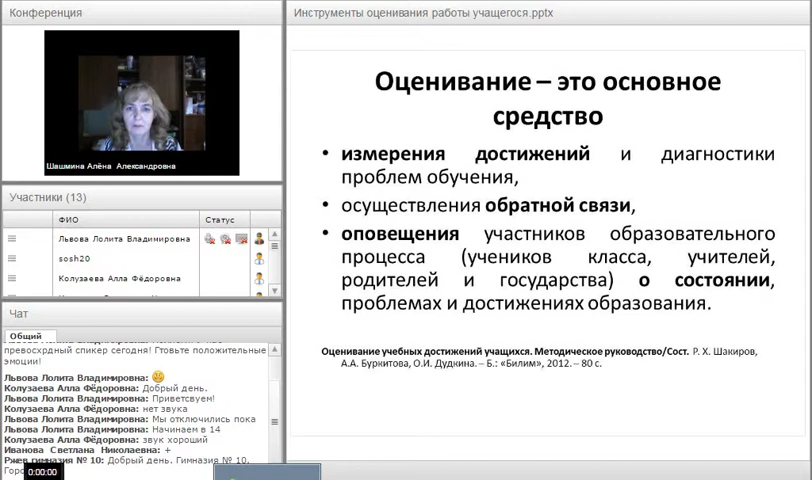 Конференция
Шашмина Алёна Александровна
Участники (13)
ФИО
Статус
Львова Лолита Владимировна
sosh20
Колузаева Алла Фёдоровна
Чат
Общий
превосхрдный спикер сегодня! Гтовьте положительные
эмоции!
Львова Лолита Владимировна:
Колузаева Алла Фёдоровна: Добрый день.
Львова Лолита Владимировна: Приветсвуем!
Колузаева Алла Фёдоровна: нет звука
Львова Лолита Владимировна: Мы отключились пока
Львова Лолита Владимировна: Начинаем в 14
Колузаева Алла Фёдоровна: звук хороший
Иванова Светлана Николаевна: +
Ржев гимназия № 10: Добрый день. Гимназия № 10.
0:00:00
Инструменты оценивания работы учащегося.pptx
Оценивание – это основное
средство
• измерения достижений и диагностики
проблем обучения,
• осуществления обратной связи,
• оповещения участников образовательного
процесса (учеников класса, учителей,
родителей и государства) о состоянии,
проблемах и достижениях образования.
Оценивание учебных достижений учащихся. Методическое руководство/Сост. Р. Х. Шакиров,
А.А. Буркитова, О.И. Дудкина. – Б.: «Билим», 2012. – 80 с.